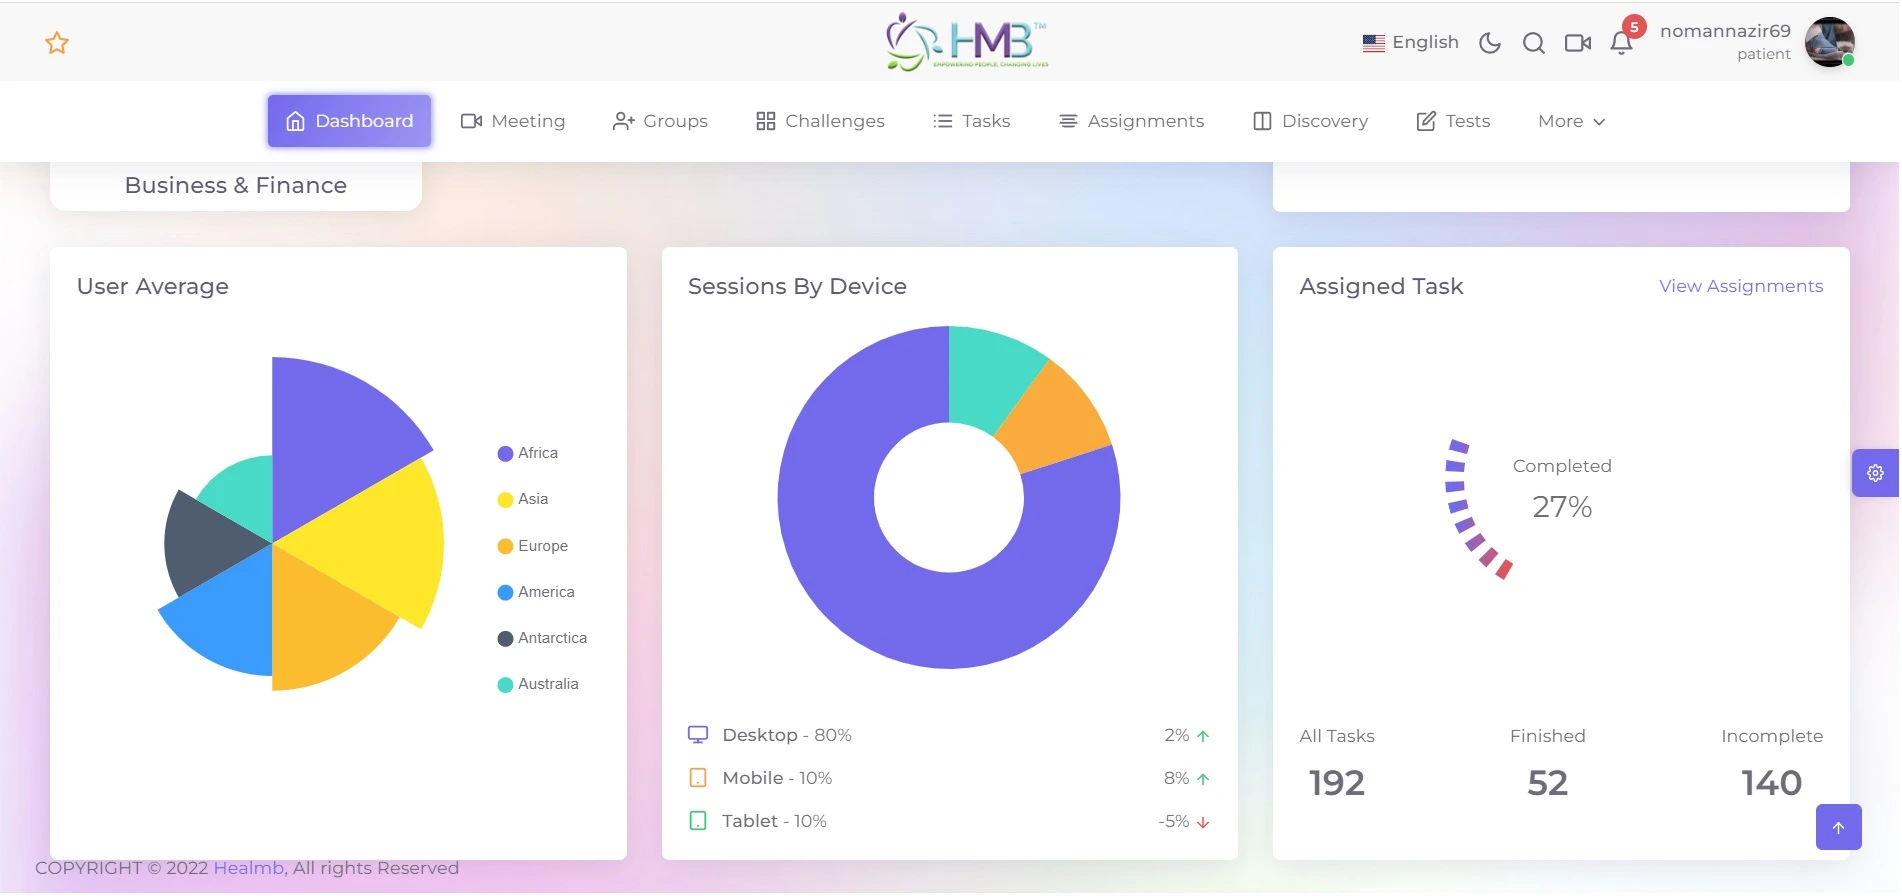 HMB™
EMPOWERING PEOPLE, CHANGING LIVES
English
5
nomannazir69
patient
Dashboard
Meeting
Groups
Challenges
Tasks
Assignments
Discovery
Tests
More
Business & Finance
User Average
Africa
Asia
Europe
America
Antarctica
Australia
Sessions By Device
Desktop - 80% 2%
Mobile - 10% 8%
Tablet - 10% -5%
Assigned Task
View Assignments
Completed
27%
All Tasks Finished Incomplete
192 52 140
COPYRIGHT © 2022 Healmb, All rights Reserved